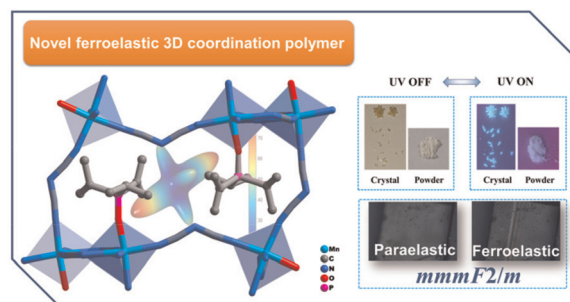 Novel ferroelastic 3D coordination polymer
UV OFF
UV ON
Crystal
Powder
Crystal
Powder
Mn
C
N
O
P
Paraelastic
Ferroelastic
mmmF2/m